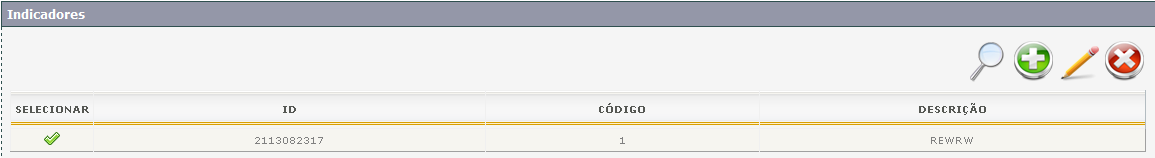 Indicadores
SELECIONAR ID CÓDIGO DESCRIÇÃO
2113082317 1 REWRW